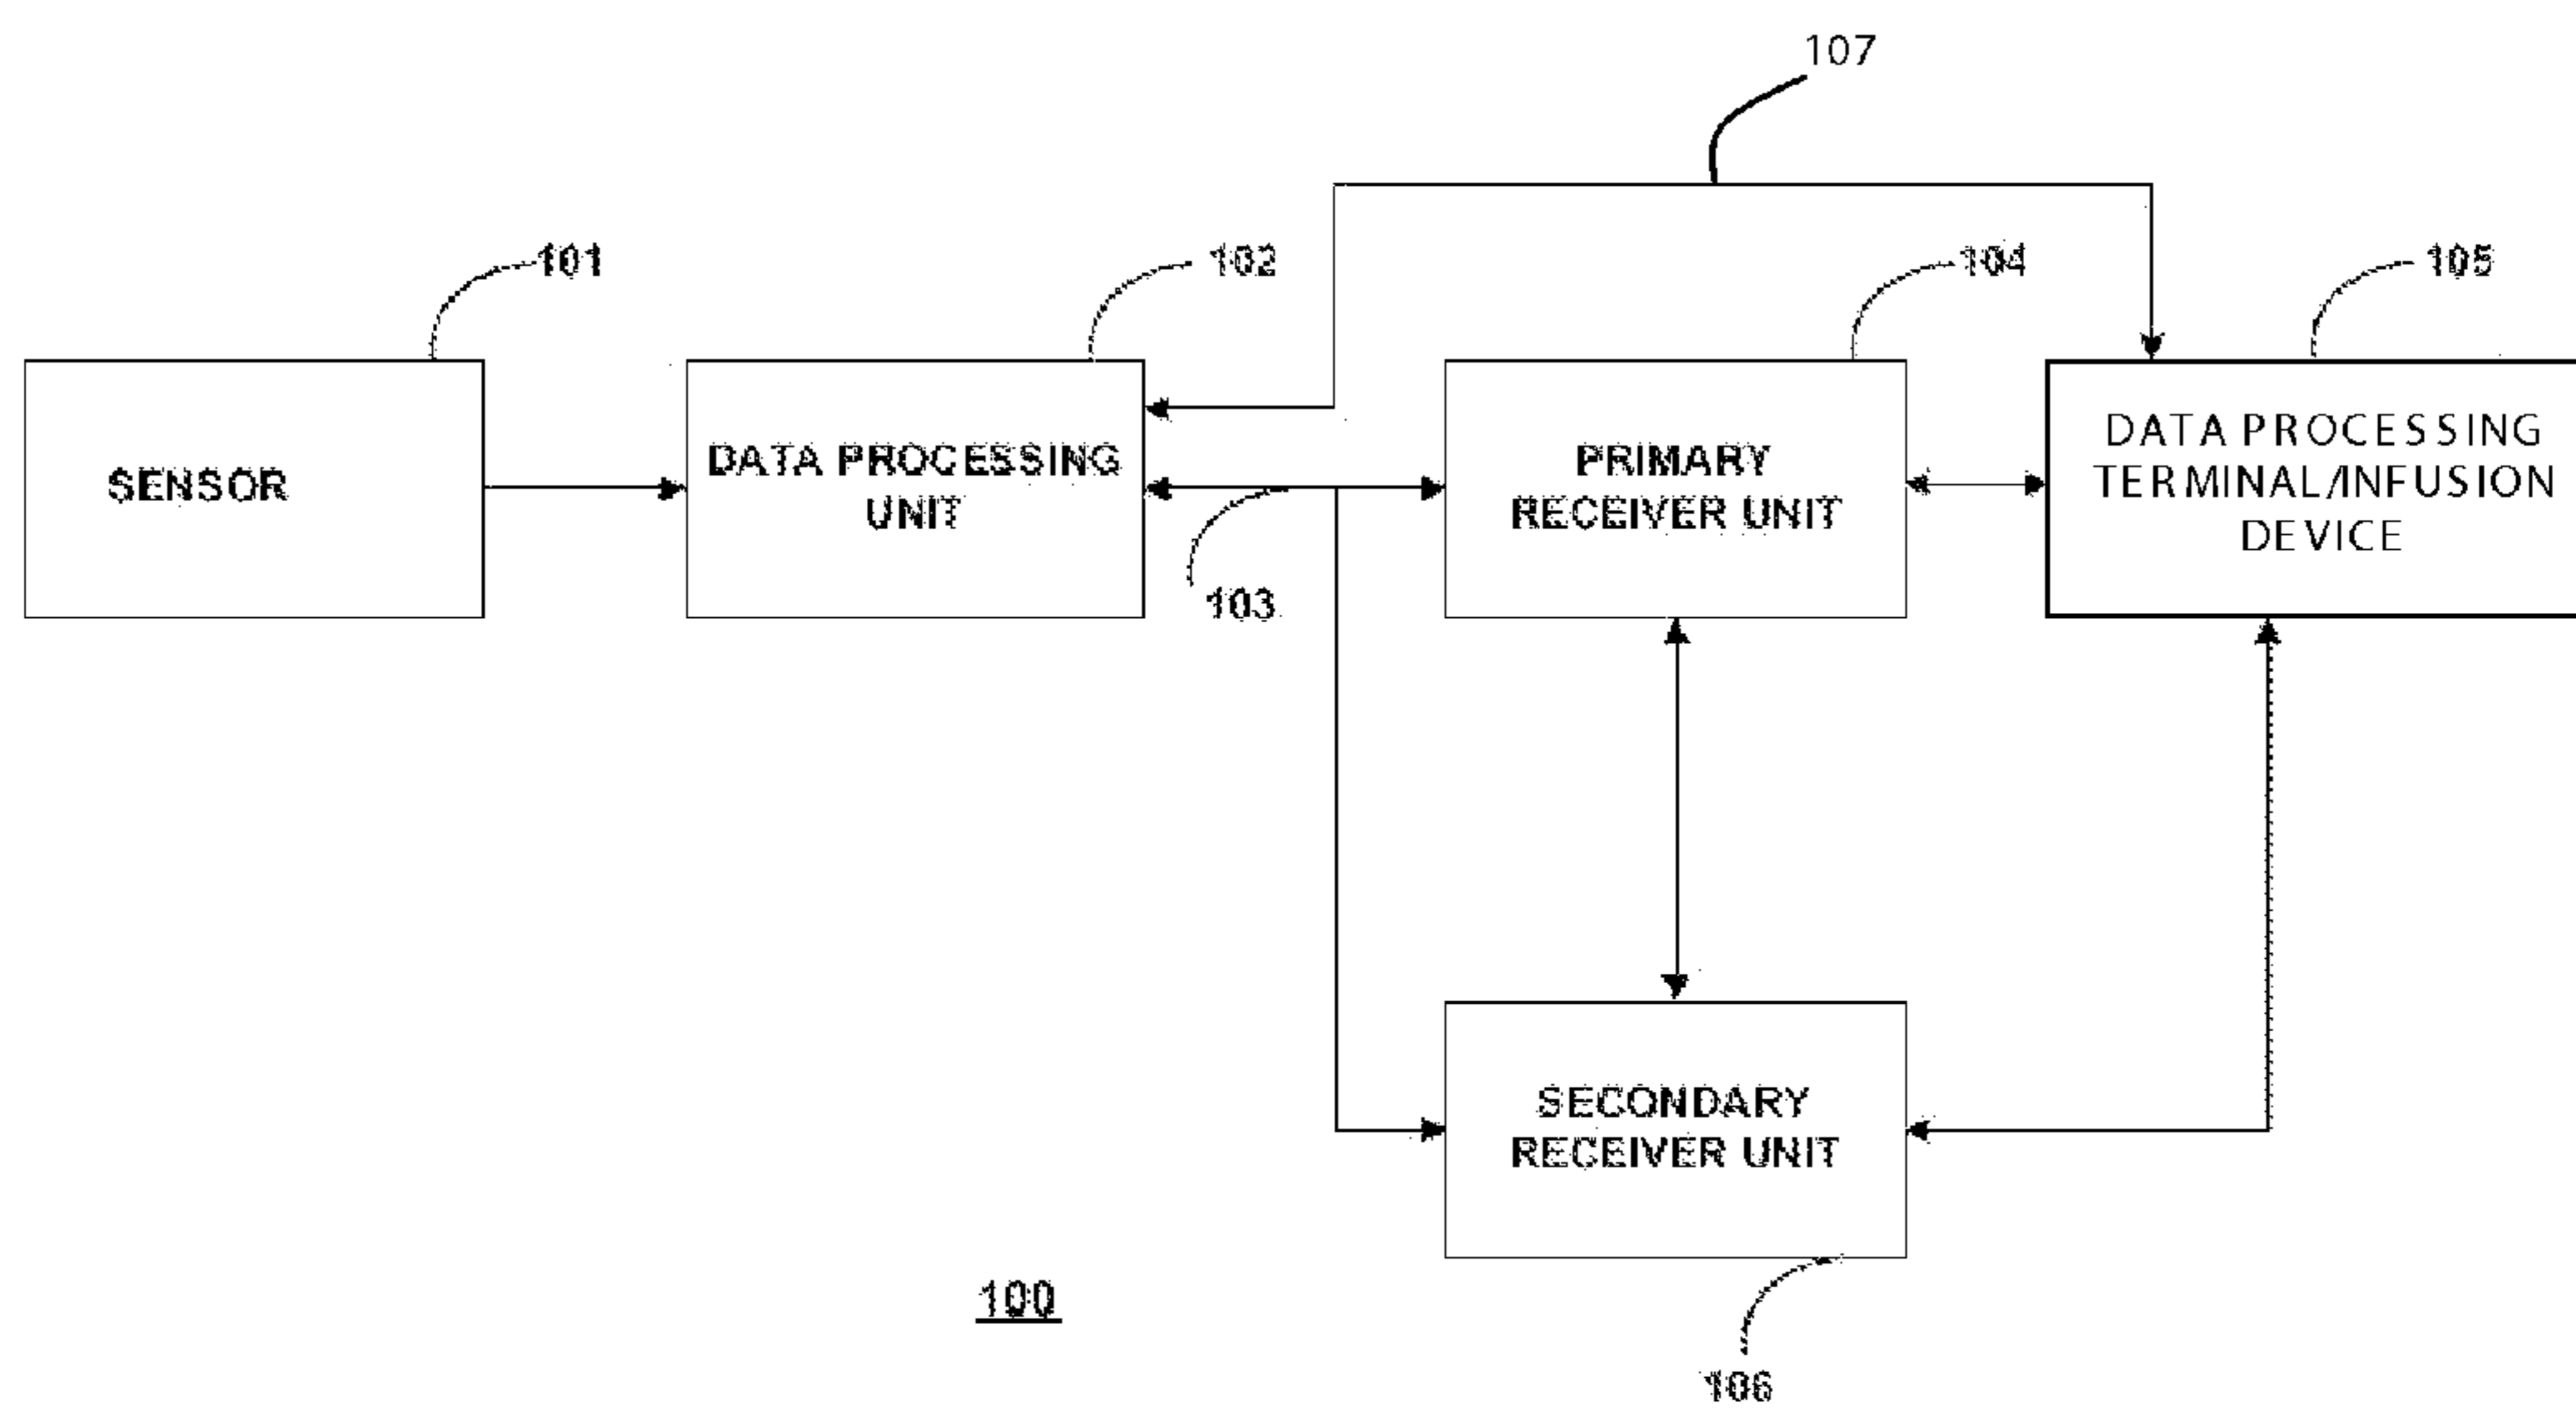 107
101
102
104
105
SENSOR
DATA PROCESSING
UNIT
PRIMARY
RECEIVER UNIT
DATA PROCESSING
TERMINAL/INFUSION
DEVICE
103
SECONDARY
RECEIVER UNIT
100
106